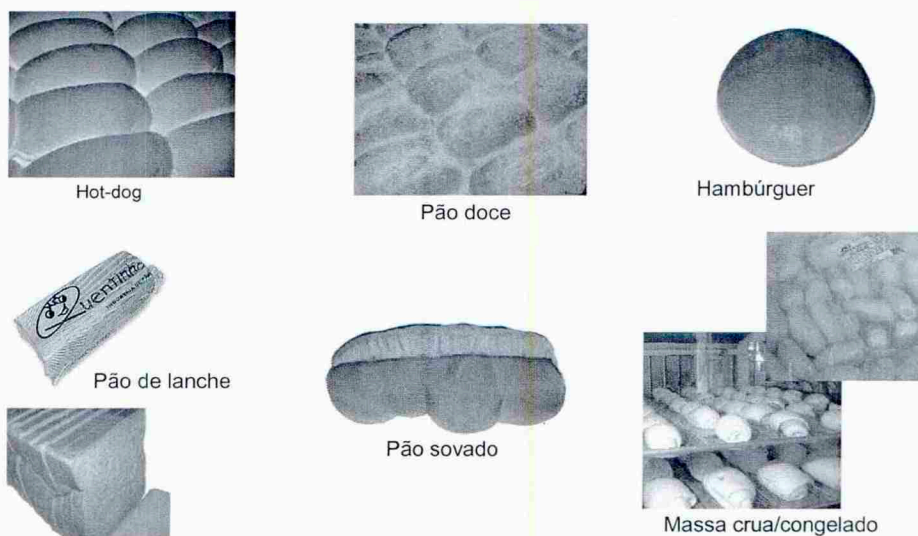 Hot-dog
Pão doce
Hambúrguer
Quentinho
Pão de lanche
Pão sovado
Massa crua/congelado